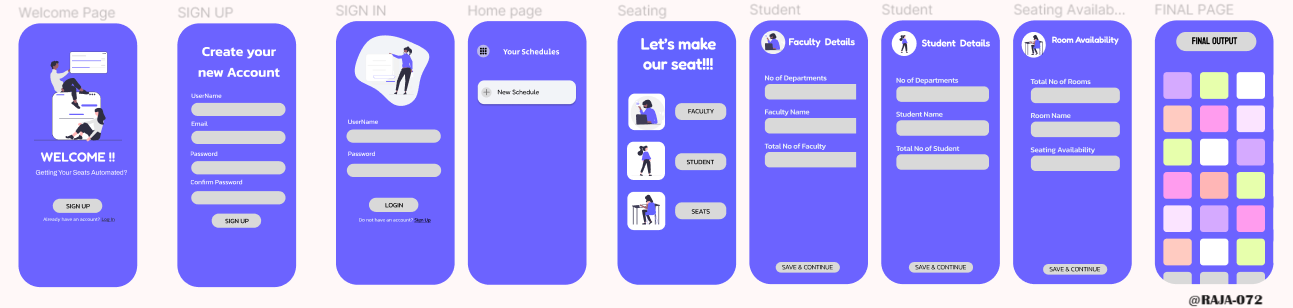 Welcome Page
WELCOME !!
Getting Your Seats Automated?
SIGN UP
Already have an account? Log In
SIGN UP
Create your
new Account
UserName
Email
Password
Confirm Password
SIGN UP
SIGN IN
UserName
Password
LOGIN
Do not have an account? Sign Up
Home page
Your Schedules
New Schedule
Seating
Let's make
our seat!!!
FACULTY
STUDENT
SEATS
Student
Faculty Details
No of Departments
Faculty Name
Total No of Faculty
SAVE & CONTINUE
Student
Student Details
No of Departments
Student Name
Total No of Student
SAVE & CONTINUE
Seating Availab...
Room Availability
Total No of Rooms
Room Name
Seating Availability
SAVE & CONTINUE
FINAL PAGE
FINAL OUTPUT
@RAJA-072